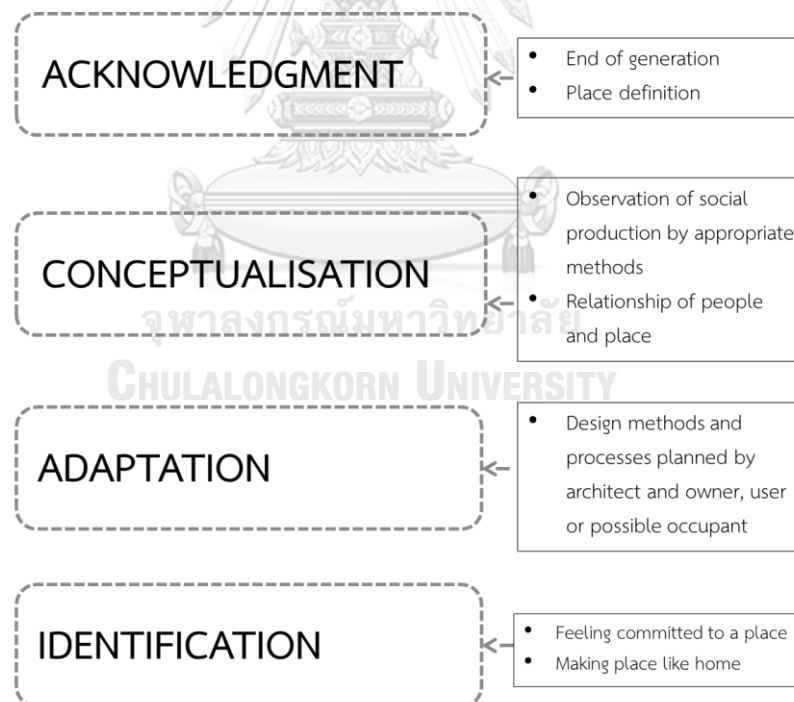 ACKNOWLEDGMENT
• End of generation
• Place definition
CONCEPTUALISATION
• Observation of social
production by appropriate
methods
• Relationship of people
and place
จุฬาลงกรณ์มหาวิทยาลัย
CHULALONGKORN UNIVERSITY
ADAPTATION
• Design methods and
processes planned by
architect and owner, user
or possible occupant
IDENTIFICATION
• Feeling committed to a place
• Making place like home